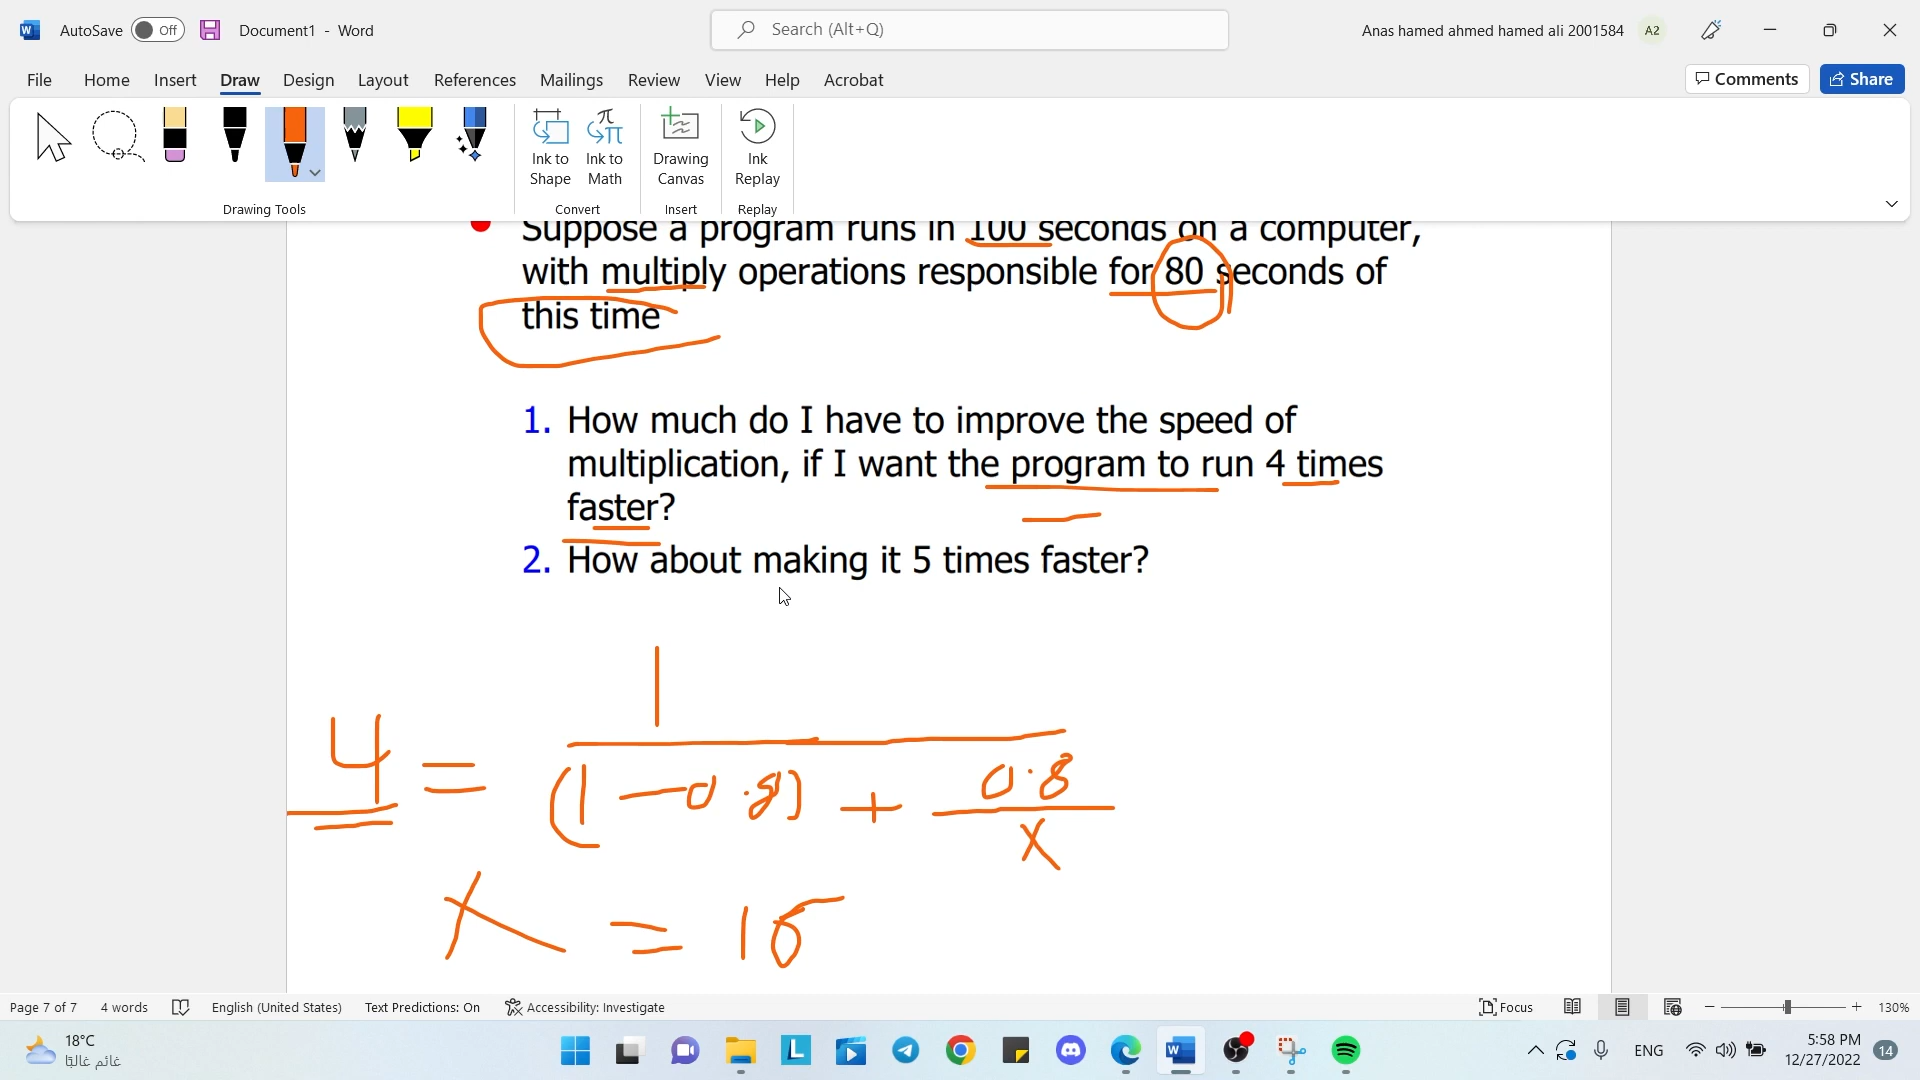 AutoSave Off Document1 - Word Search (Alt+Q) Anas hamed ahmed hamed ali 2001584 A2
File Home Insert Draw Design Layout References Mailings Review View Help Acrobat Comments Share
Ink to Shape
Ink to Math
Drawing Canvas
Ink Replay
Drawing Tools Convert Insert Replay
Suppose a program runs in 100 seconds on a computer,
with multiply operations responsible for 80 seconds of
this time
1. How much do I have to improve the speed of
multiplication, if I want the program to run 4 times
faster?
2. How about making it 5 times faster?
1
4 = (1 - 0.8) + 0.8
x
x = 16
Page 7 of 7 4 words English (United States) Text Predictions: On Accessibility: Investigate Focus 130%
18°C
غائم غالبًا
ENG
5:58 PM
12/27/2022 14